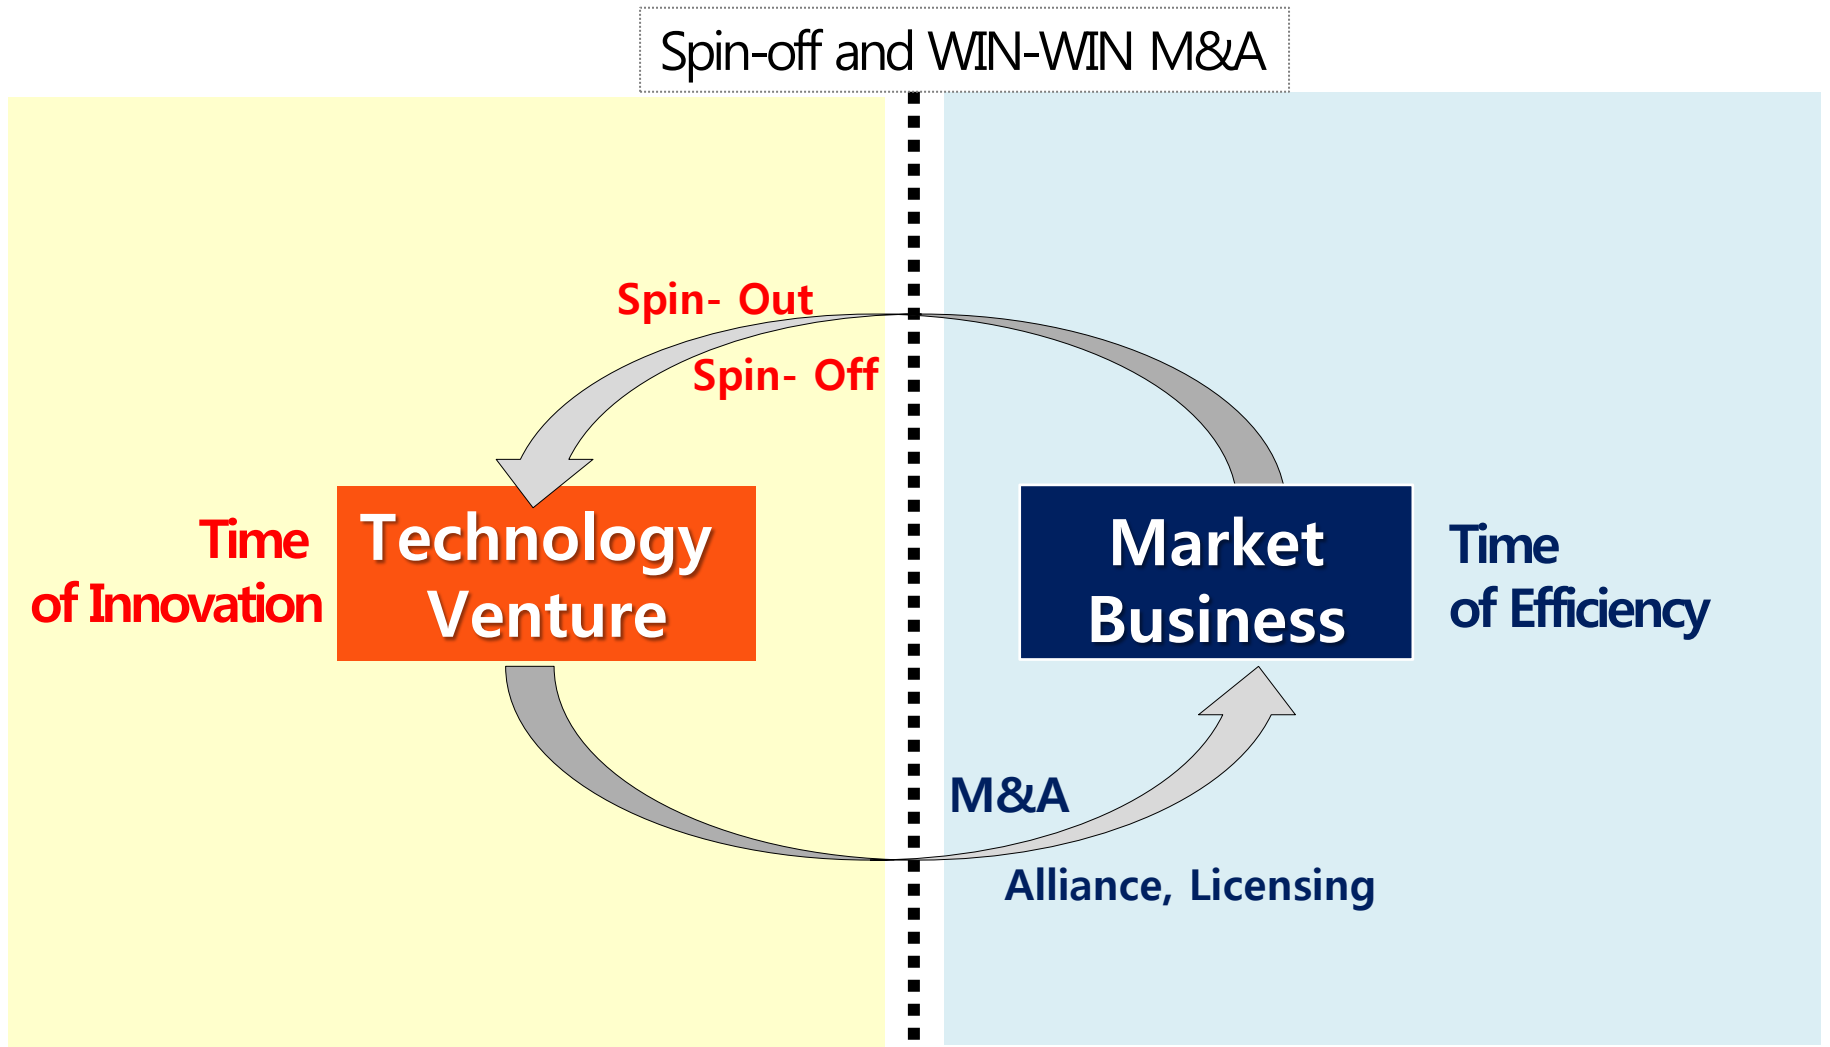 Spin-off and WIN-WIN M&A
Spin- Out
Spin- Off
Time
of Innovation
Technology
Venture
Market
Business
Time
of Efficiency
M&A
Alliance, Licensing